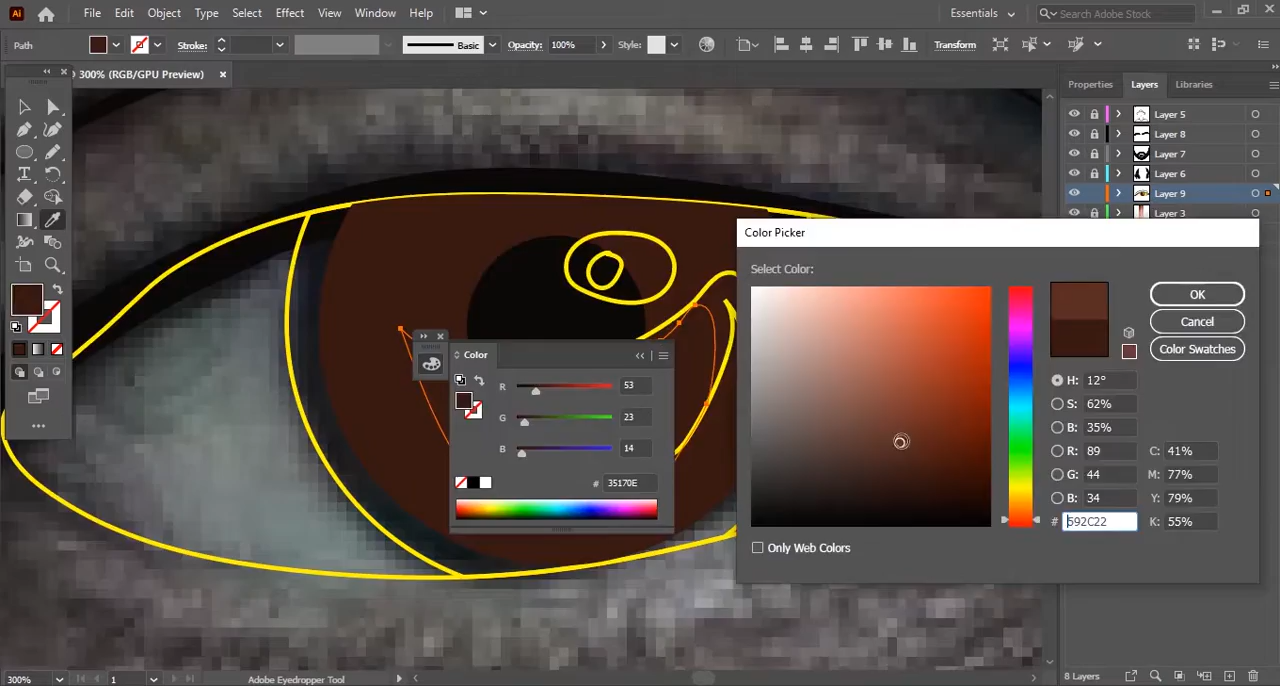 Ai File Edit Object Type Select Effect View Window Help Essentials Search Adobe Stock
Path Stroke: Basic Opacity: 100% Style: Transform
300% (RGB/GPU Preview)
Properties Layers Libraries
Layer 5
Layer 8
Layer 7
Layer 6
Layer 9
Layer 3
Color Picker
Select Color:
OK
Cancel
Color Swatches
H: 12°
S: 62%
B: 35%
R: 89 C: 41%
G: 44 M: 77%
B: 34 Y: 79%
# 592C22 K: 55%
Only Web Colors
Color
R 53
G 23
B 14
# 35170E
300% 1 Adobe Eyedropper Tool 8 Layers